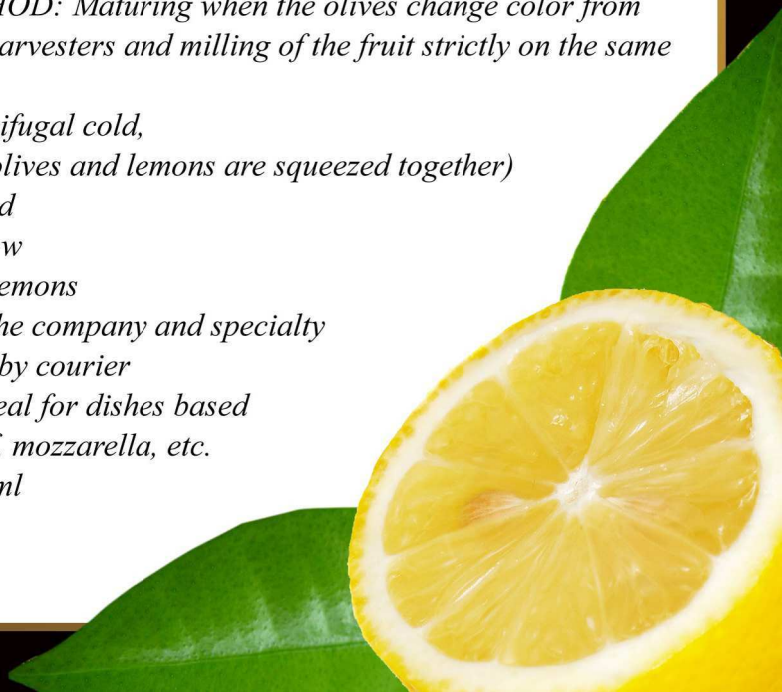 HOD: Maturing when the olives change color from
arvesters and milling of the fruit strictly on the same
ifugal cold,
olives and lemons are squeezed together)
d
w
emons
he company and specialty
by courier
eal for dishes based
, mozzarella, etc.
ml